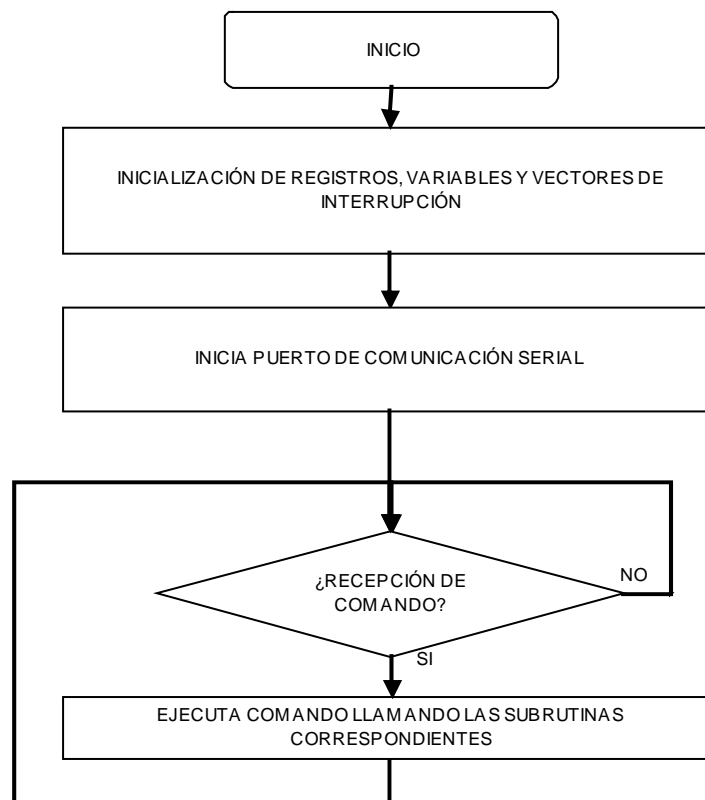 INICIO
INICIALIZACIÓN DE REGISTROS, VARIABLES Y VECTORES DE
INTERRUPCIÓN
INICIA PUERTO DE COMUNICACIÓN SERIAL
¿RECEPCIÓN DE
COMANDO?
NO
SI
EJECUTA COMANDO LLAMANDO LAS SUBRUTINAS
CORRESPONDIENTES